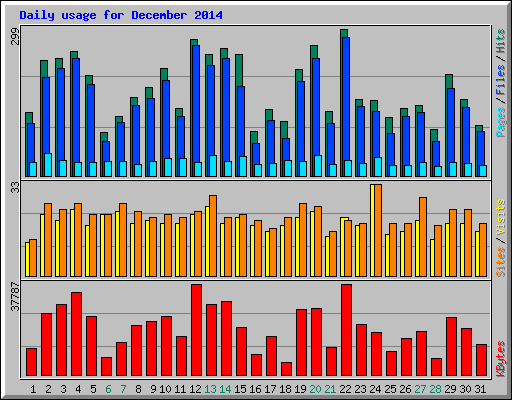 Daily usage for December 2014
299
Pages / Files / Hits
33
Sites / Visits
37787
KBytes
1 2 3 4 5 6 7 8 9 10 11 12 13 14 15 16 17 18 19 20 21 22 23 24 25 26 27 28 29 30 31